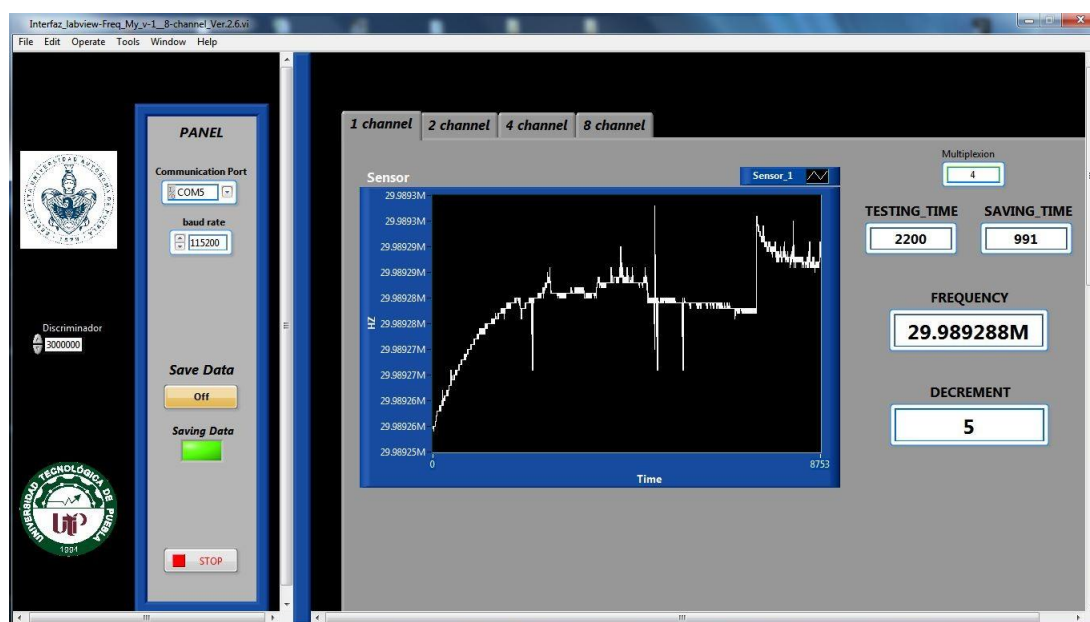 Interfaz_labview-Freq_My_v-1__8-channel_Ver.2.6.vi
File Edit Operate Tools Window Help
PANEL
Communication Port
COM5
baud rate
115200
Discriminador
3000000
Save Data
Off
Saving Data
STOP
UNIVERSIDAD TECNOLÓGICA DE PUEBLA
UTP
1994
1 channel 2 channel 4 channel 8 channel
Sensor
Sensor_1
29.9893M
29.9893M
29.98929M
29.98929M
29.98928M
29.98928M
29.98927M
29.98927M
29.98926M
29.98926M
29.98925M
HZ
0 8753
Time
Multiplexion
4
TESTING_TIME SAVING_TIME
2200 991
FREQUENCY
29.989288M
DECREMENT
5